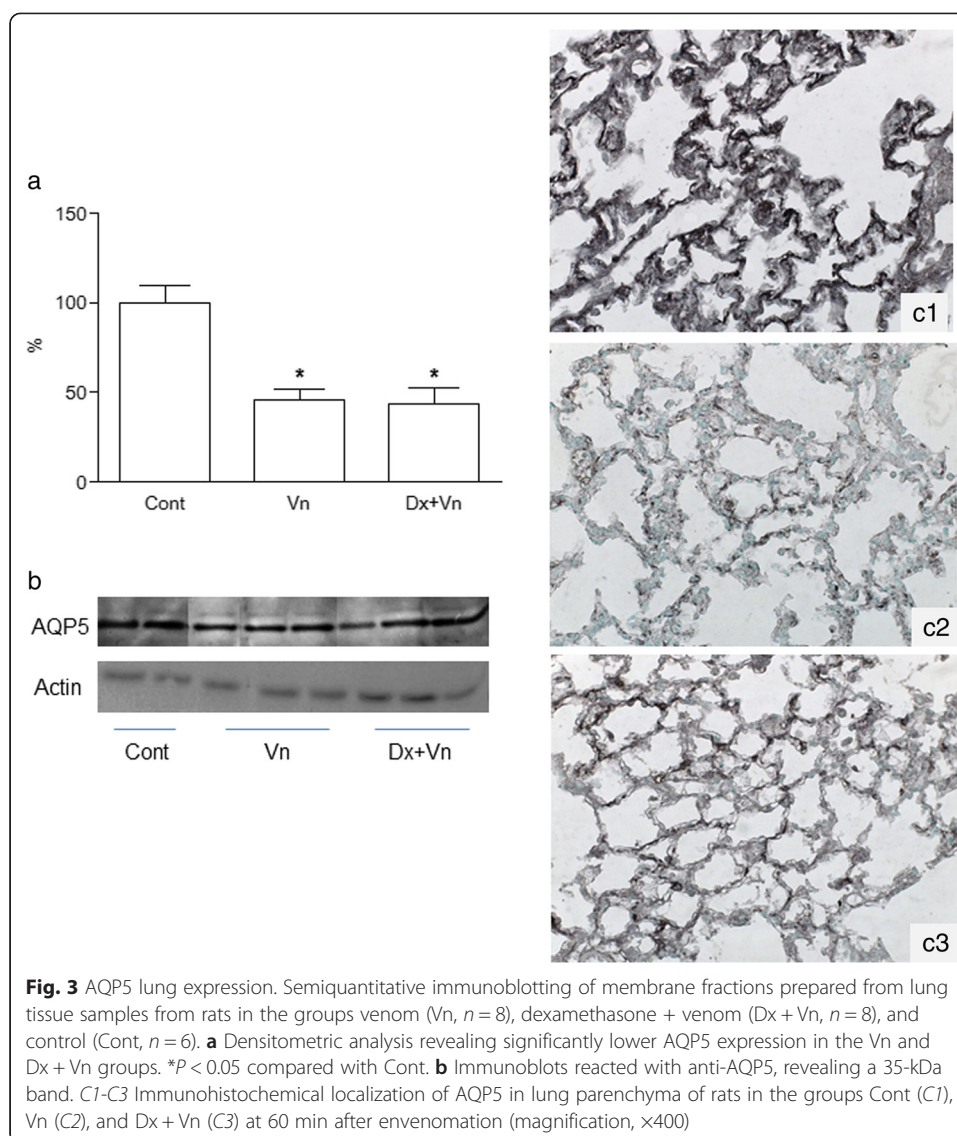 a
150
100
50
0
%
*
*
Cont
Vn
Dx+Vn
b
AQP5
Actin
Cont
Vn
Dx+Vn
c1
c2
c3
Fig. 3 AQP5 lung expression. Semiquantitative immunoblotting of membrane fractions prepared from lung
tissue samples from rats in the groups venom (Vn, n = 8), dexamethasone + venom (Dx + Vn, n = 8), and
control (Cont, n = 6). a Densitometric analysis revealing significantly lower AQP5 expression in the Vn and
Dx + Vn groups. *P < 0.05 compared with Cont. b Immunoblots reacted with anti-AQP5, revealing a 35-kDa
band. C1-C3 Immunohistochemical localization of AQP5 in lung parenchyma of rats in the groups Cont (C1),
Vn (C2), and Dx + Vn (C3) at 60 min after envenomation (magnification, ×400)